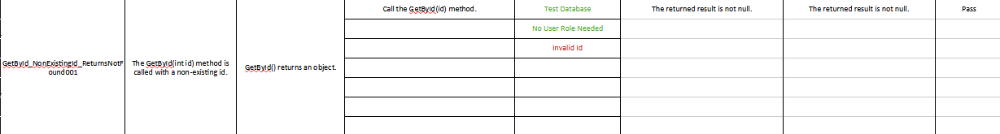 Call the GetById(id) method.
Test Database
The returned result is not null.
The returned result is not null.
Pass
No User Role Needed
Invalid Id
GetById_NonExistingId_ReturnsNotF
ound001
The GetById(int id) method is
called with a non-existing id.
GetById() returns an object.